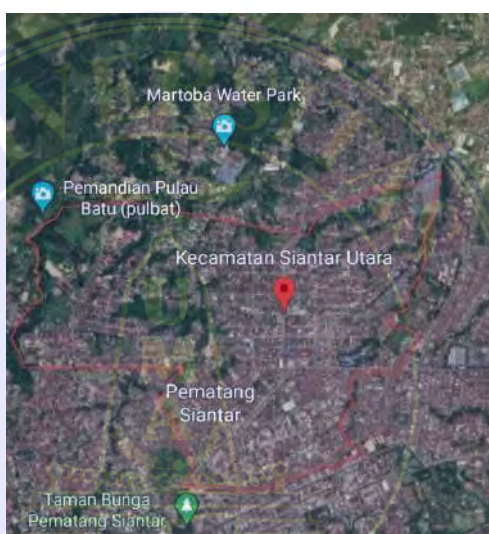 Martoba Water Park
Pemandian Pulau
Batu (pulbat)
Kecamatan Siantar Utara
Pematang
Siantar
Taman Bunga
Pematang Siantar